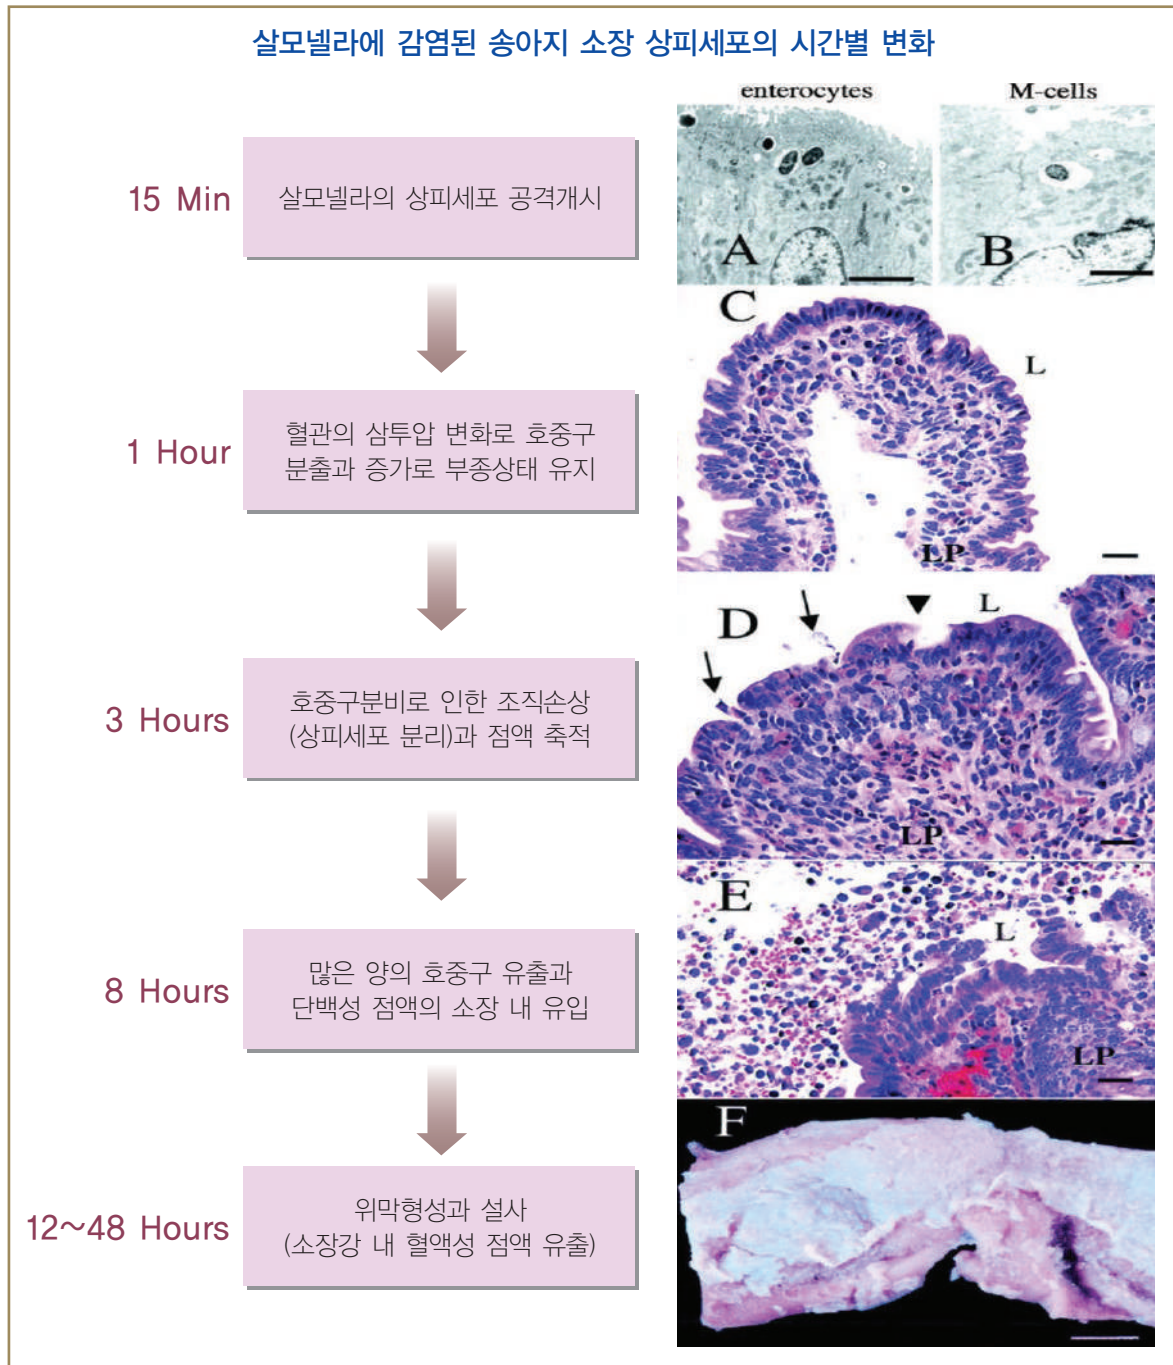 살모넬라에 감염된 송아지 소장 상피세포의 시간별 변화
enterocytes
M-cells
15 Min
살모넬라의 상피세포 공격개시
A
B
C
L
1 Hour
혈관의 삼투압 변화로 호중구
분출과 증가로 부종상태 유지
LP
D
L
3 Hours
호중구분비로 인한 조직손상
(상피세포 분리)과 점액 축적
LP
E
L
8 Hours
많은 양의 호중구 유출과
단백성 점액의 소장 내 유입
LP
F
12~48 Hours
위막형성과 설사
(소장강 내 혈액성 점액 유출)